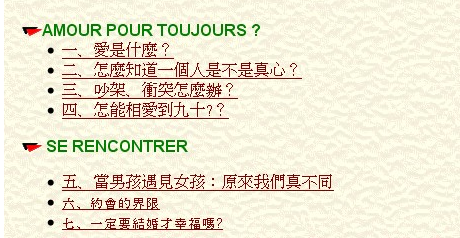 AMOUR POUR TOUJOURS ?
一、愛是什麼？
二、怎麼知道一個人是不是真心？
三、吵架、衝突怎麼辦？
四、怎能相愛到九十??
SE RENCONTRER
五、當男孩遇見女孩：原來我們真不同
六、約會的界限
七、一定要結婚才幸福嗎?